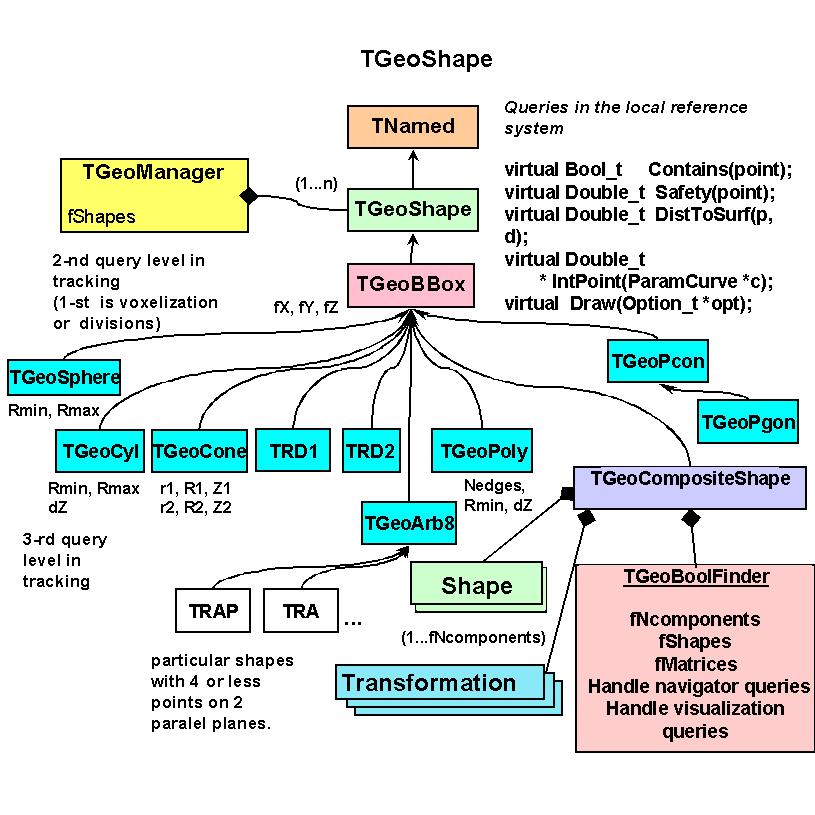 TGeoShape
TNamed
Queries in the local reference
system
TGeoManager
fShapes
(1...n)
TGeoShape
virtual Bool_t Contains(point);
virtual Double_t Safety(point);
virtual Double_t DistToSurf(p,
d);
virtual Double_t
* IntPoint(ParamCurve *c);
virtual Draw(Option_t *opt);
2-nd query level in
tracking
(1-st is voxelization
or divisions)
TGeoBBox
fX, fY, fZ
TGeoSphere
Rmin, Rmax
TGeoPcon
TGeoPgon
TGeoCyl
TGeoCone
TRD1
TRD2
TGeoPoly
Rmin, Rmax
dZ
r1, R1, Z1
r2, R2, Z2
Nedges,
Rmin, dZ
TGeoCompositeShape
3-rd query
level in
tracking
TGeoArb8
TRAP
TRA
...
Shape
(1...fNcomponents)
particular shapes
with 4 or less
points on 2
paralel planes.
Transformation
TGeoBoolFinder
fNcomponents
fShapes
fMatrices
Handle navigator queries
Handle visualization
queries